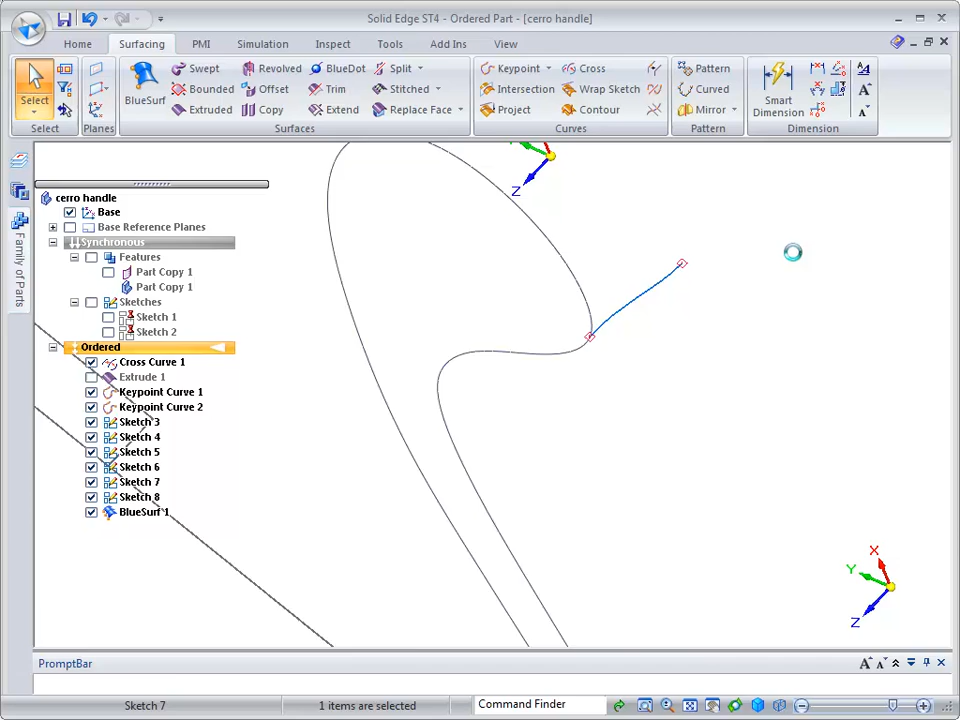 Solid Edge ST4 - Ordered Part - [cerro handle]
Home Surfacing PMI Simulation Inspect Tools Add Ins View
Select
BlueSurf
Swept Revolved BlueDot Split
Bounded Offset Trim Stitched
Extruded Copy Extend Replace Face
Keypoint Cross
Intersection Wrap Sketch
Project Contour
Pattern
Curved
Mirror
Smart
Dimension
Select Planes Surfaces Curves Pattern Dimension
Family of Parts
cerro handle
Base
Base Reference Planes
Synchronous
Features
Part Copy 1
Part Copy 1
Sketches
Sketch 1
Sketch 2
Ordered
Cross Curve 1
Extrude 1
Keypoint Curve 1
Keypoint Curve 2
Sketch 3
Sketch 4
Sketch 5
Sketch 6
Sketch 7
Sketch 8
BlueSurf 1
Z
X
Y
Z
PromptBar
Sketch 7 1 items are selected Command Finder